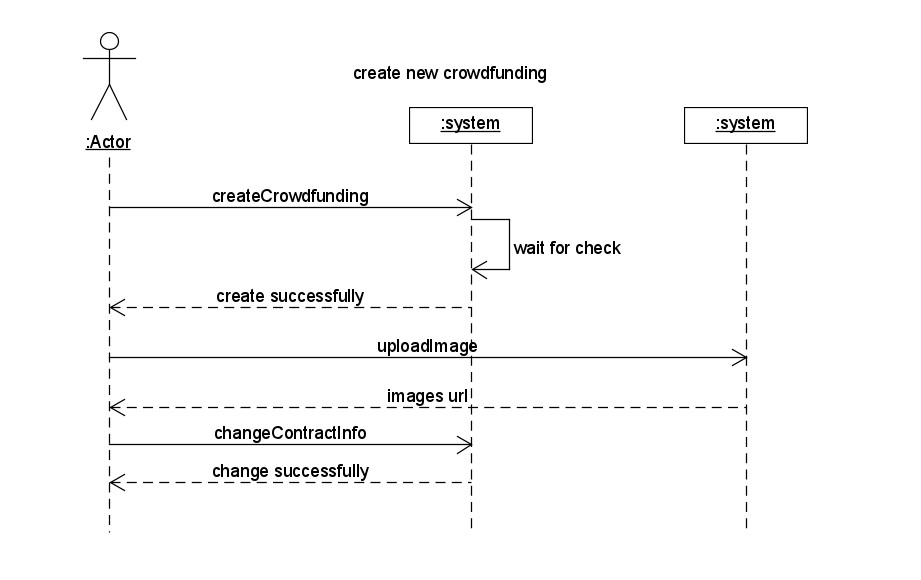 create new crowdfunding
:Actor
:system
:system
createCrowdfunding
wait for check
create successfully
uploadImage
images url
changeContractInfo
change successfully